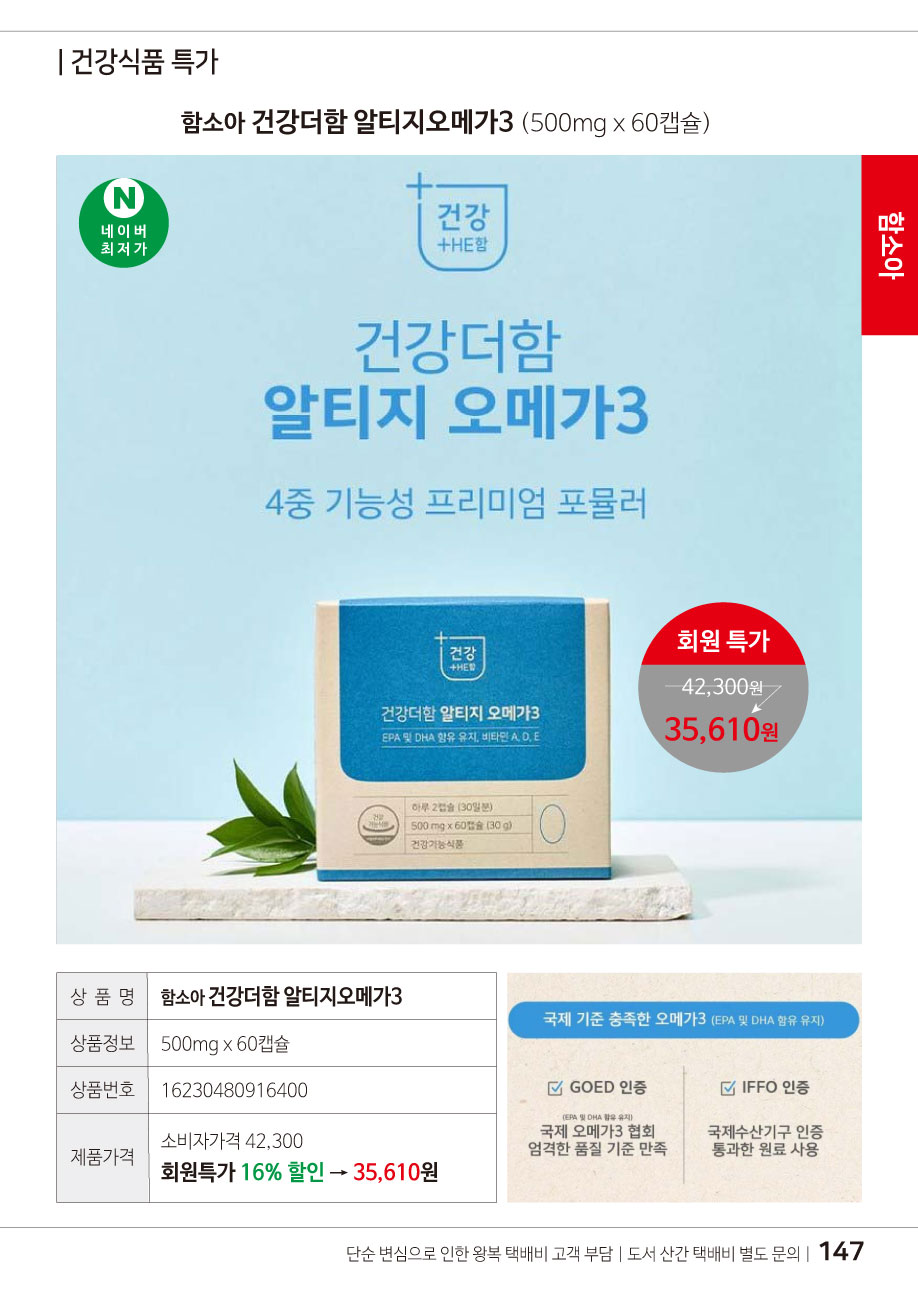 | 건강식품 특가
함소아 건강더함 알티지오메가3 (500mg x 60캡슐)
N
네이버
최저가
함소아
건강
+HE함
건강더함
알티지 오메가3
4중 기능성 프리미엄 포뮬러
건강
+HE함
건강더함 알티지 오메가3
EPA 및 DHA 함유 유지, 비타민 A, D, E
하루 2캡슐 (30일분)
500 mg x 60캡슐 (30 g)
건강기능식품
건강
기능식품
회원 특가
42,300원
35,610원
상 품 명 함소아 건강더함 알티지오메가3
상품정보 500mg x 60캡슐
상품번호 16230480916400
제품가격 소비자가격 42,300
회원특가 16% 할인 → 35,610원
국제 기준 충족한 오메가3 (EPA 및 DHA 함유 유지)
GOED 인증
(EPA 및 DHA 함유 유지)
국제 오메가3 협회
엄격한 품질 기준 만족
IFFO 인증
국제수산기구 인증
통과한 원료 사용
단순 변심으로 인한 왕복 택배비 고객 부담 | 도서 산간 택배비 별도 문의 | 147